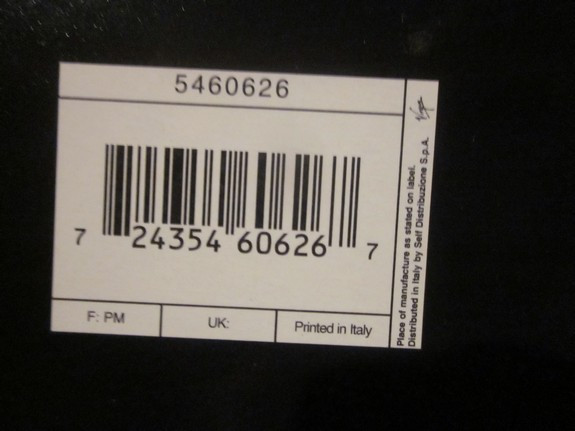 5460626
7 24354 60626 7
F: PM
UK:
Printed in Italy
Place of manufacture as stated on label.
Distributed in Italy by Self Distribuzione S.p.A.
Virgin